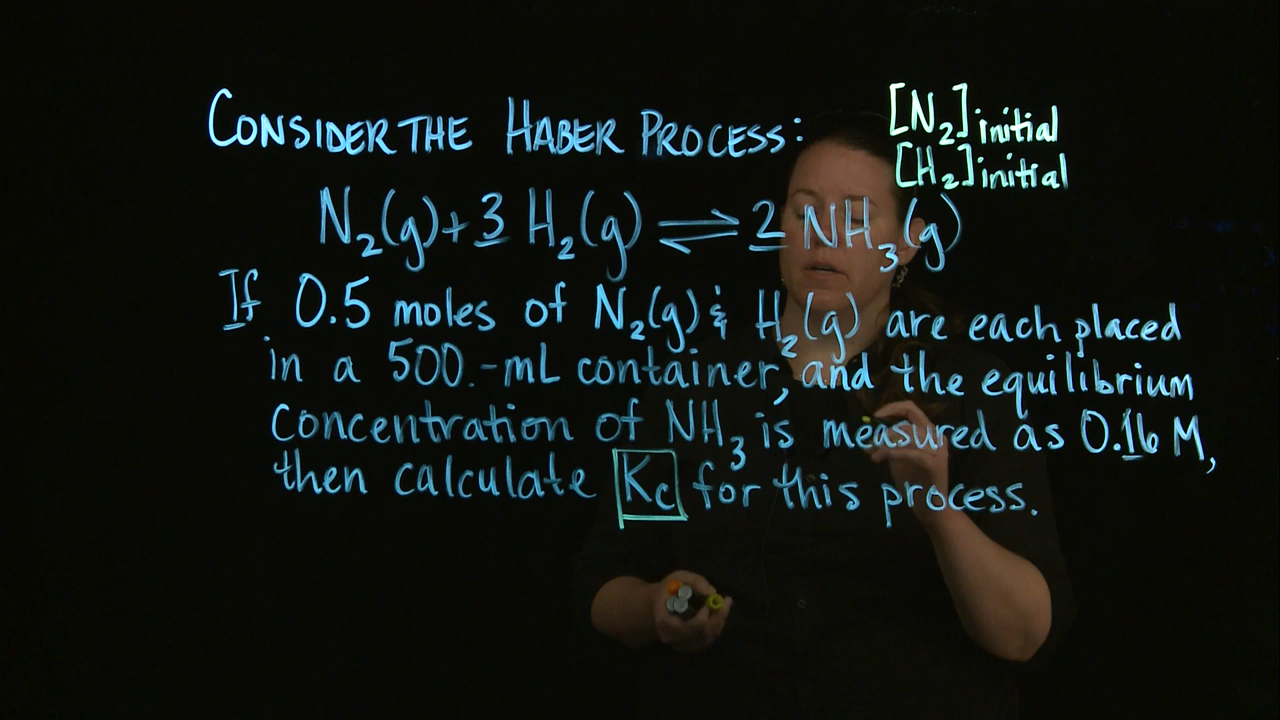 CONSIDER THE HABER PROCESS:
[N₂]initial
[H₂]initial
N₂(g) + 3 H₂(g) ⇌ 2 NH₃(g)
If 0.5 moles of N₂(g) & H₂(g) are each placed
in a 500.-mL container, and the equilibrium
concentration of NH₃ is measured as 0.16 M,
then calculate Kc for this process.